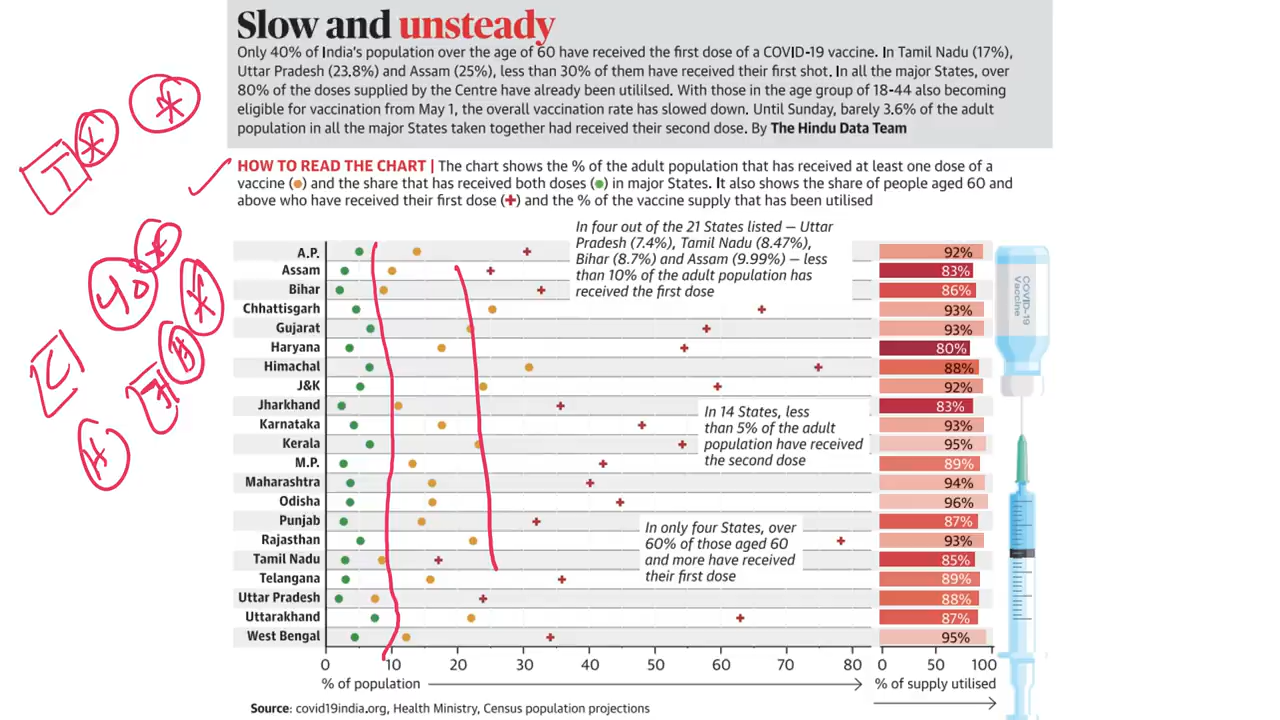 Slow and unsteady
Only 40% of India's population over the age of 60 have received the first dose of a COVID-19 vaccine. In Tamil Nadu (17%),
Uttar Pradesh (23.8%) and Assam (25%), less than 30% of them have received their first shot. In all the major States, over
80% of the doses supplied by the Centre have already been utilitsed. With those in the age group of 18-44 also becoming
eligible for vaccination from May 1, the overall vaccination rate has slowed down. Until Sunday, barely 3.6% of the adult
population in all the major States taken together had received their second dose. By The Hindu Data Team
HOW TO READ THE CHART | The chart shows the % of the adult population that has received at least one dose of a
vaccine (●) and the share that has received both doses (●) in major States. It also shows the share of people aged 60 and
above who have received their first dose (+) and the % of the vaccine supply that has been utilised
In four out of the 21 States listed — Uttar
Pradesh (7.4%), Tamil Nadu (8.47%),
Bihar (8.7%) and Assam (9.99%) — less
than 10% of the adult population has
received the first dose
A.P. 92%
Assam 83%
Bihar 86%
Chhattisgarh 93%
Gujarat 93%
Haryana 80%
Himachal 88%
J&K 92%
Jharkhand 83%
Karnataka 93%
Kerala 95%
M.P. 89%
Maharashtra 94%
Odisha 96%
Punjab 87%
Rajasthan 93%
Tamil Nadu 85%
Telangana 89%
Uttar Pradesh 88%
Uttarakhand 87%
West Bengal 95%
In 14 States, less
than 5% of the adult
population have received
the second dose
In only four States, over
60% of those aged 60
and more have received
their first dose
0 10 20 30 40 50 60 70 80 0 50 100
% of population % of supply utilised
Source: covid19india.org, Health Ministry, Census population projections
COVID-19
Vaccine
T
40
C